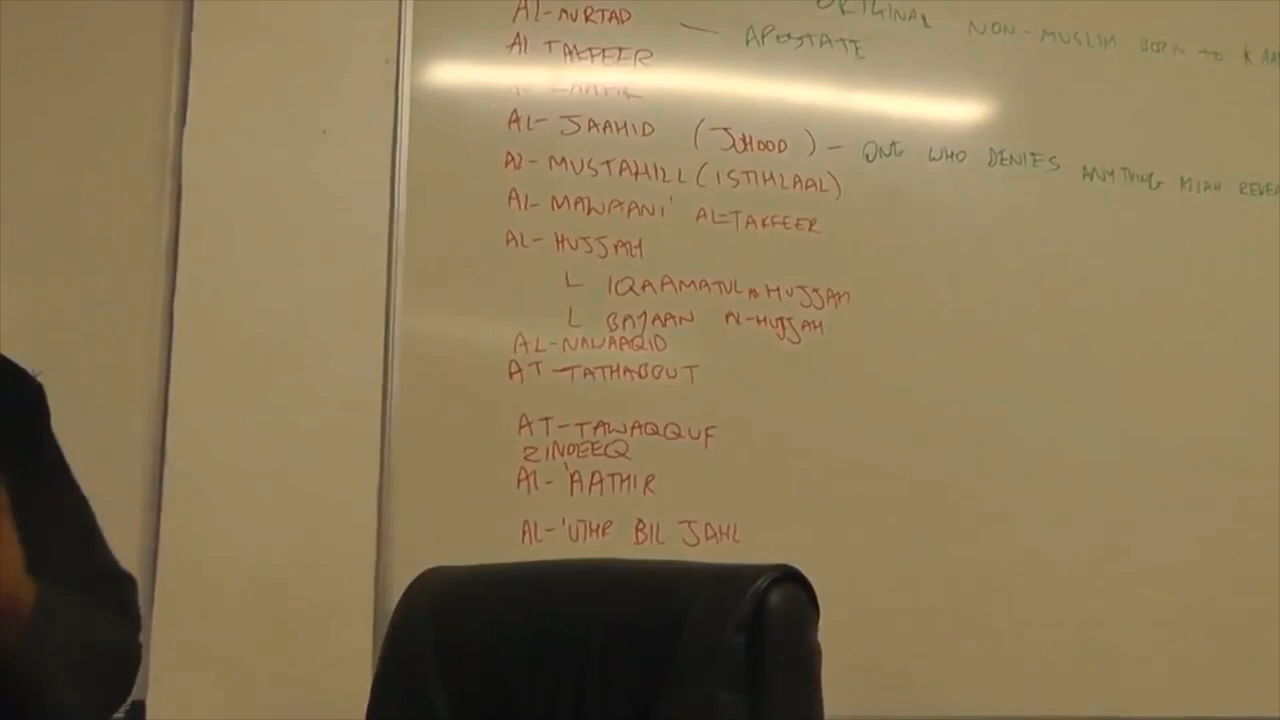 ORIGINAL NON-MUSLIM BORN TO
AL-MURTAD — APOSTATE
AL TAKFEER
AL-JAAHID (JUHOOD) - ONE WHO DENIES ANYTHING ALLAH REVEA
AL-MUSTAHILL (ISTIHLAAL)
AL-MAWAANI' AL-TAKFEER
AL-HUJJAH
L IQAAMATUL HUJJAH
L BAYAAN AL-HUJJAH
AL-NAWAAQID
AT-TATHABBUT
AT-TAWAQQUF
ZINDEEQ
AL-'AATHIR
AL-'UTHR BIL JAHL